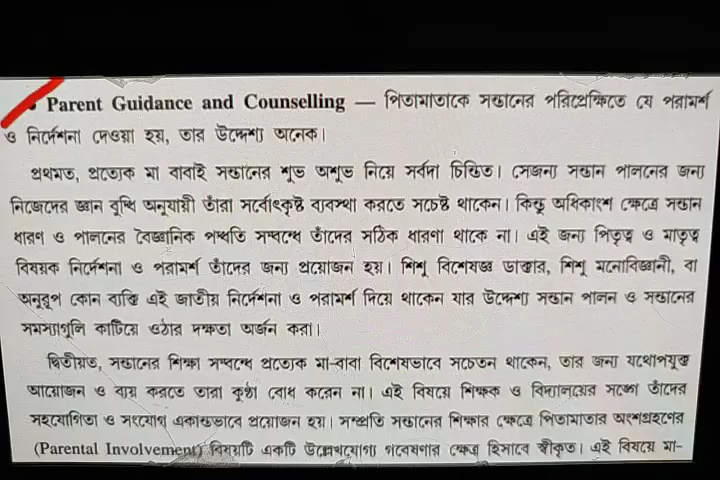 • Parent Guidance and Counselling — পিতামাতাকে সন্তানের পরিপ্রেক্ষিতে যে পরামর্শ
ও নির্দেশনা দেওয়া হয়, তার উদ্দেশ্য অনেক।
প্রথমত, প্রত্যেক মা বাবাই সন্তানের শুভ অশুভ নিয়ে সর্বদা চিন্তিত। সেজন্য সন্তান পালনের জন্য
নিজেদের জ্ঞান বুদ্ধি অনুযায়ী তাঁরা সর্বোৎকৃষ্ট ব্যবস্থা করতে সচেষ্ট থাকেন। কিন্তু অধিকাংশ ক্ষেত্রে সন্তান
ধারণ ও পালনের বৈজ্ঞানিক পদ্ধতি সম্বন্ধে তাঁদের সঠিক ধারণা থাকে না। এই জন্য পিতৃত্ব ও মাতৃত্ব
বিষয়ক নির্দেশনা ও পরামর্শ তাঁদের জন্য প্রয়োজন হয়। শিশু বিশেষজ্ঞ ডাক্তার, শিশু মনোবিজ্ঞানী, বা
অনুরূপ কোন ব্যক্তি এই জাতীয় নির্দেশনা ও পরামর্শ দিয়ে থাকেন যার উদ্দেশ্য সন্তান পালন ও সন্তানের
সমস্যাগুলি কাটিয়ে ওঠার দক্ষতা অর্জন করা।
দ্বিতীয়ত, সন্তানের শিক্ষা সম্বন্ধে প্রত্যেক মা-বাবা বিশেষভাবে সচেতন থাকেন, তার জন্য যথোপযুক্ত
আয়োজন ও ব্যয় করতে তারা কুণ্ঠা বোধ করেন না। এই বিষয়ে শিক্ষক ও বিদ্যালয়ের সঙ্গে তাঁদের
সহযোগিতা ও সংযোগ একান্তভাবে প্রয়োজন হয়। সম্প্রতি সন্তানের শিক্ষার ক্ষেত্রে পিতামাতার অংশগ্রহণের
(Parental Involvement) বিষয়টি একটি উল্লেখযোগ্য গবেষণার ক্ষেত্র হিসাবে স্বীকৃত। এই বিষয়ে মা-